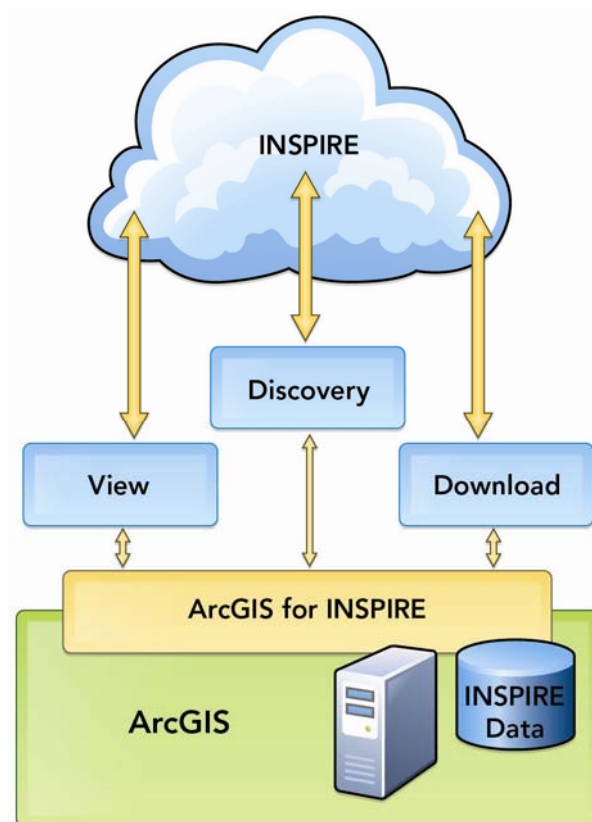 INSPIRE
Discovery
View
Download
ArcGIS for INSPIRE
ArcGIS
INSPIRE
Data